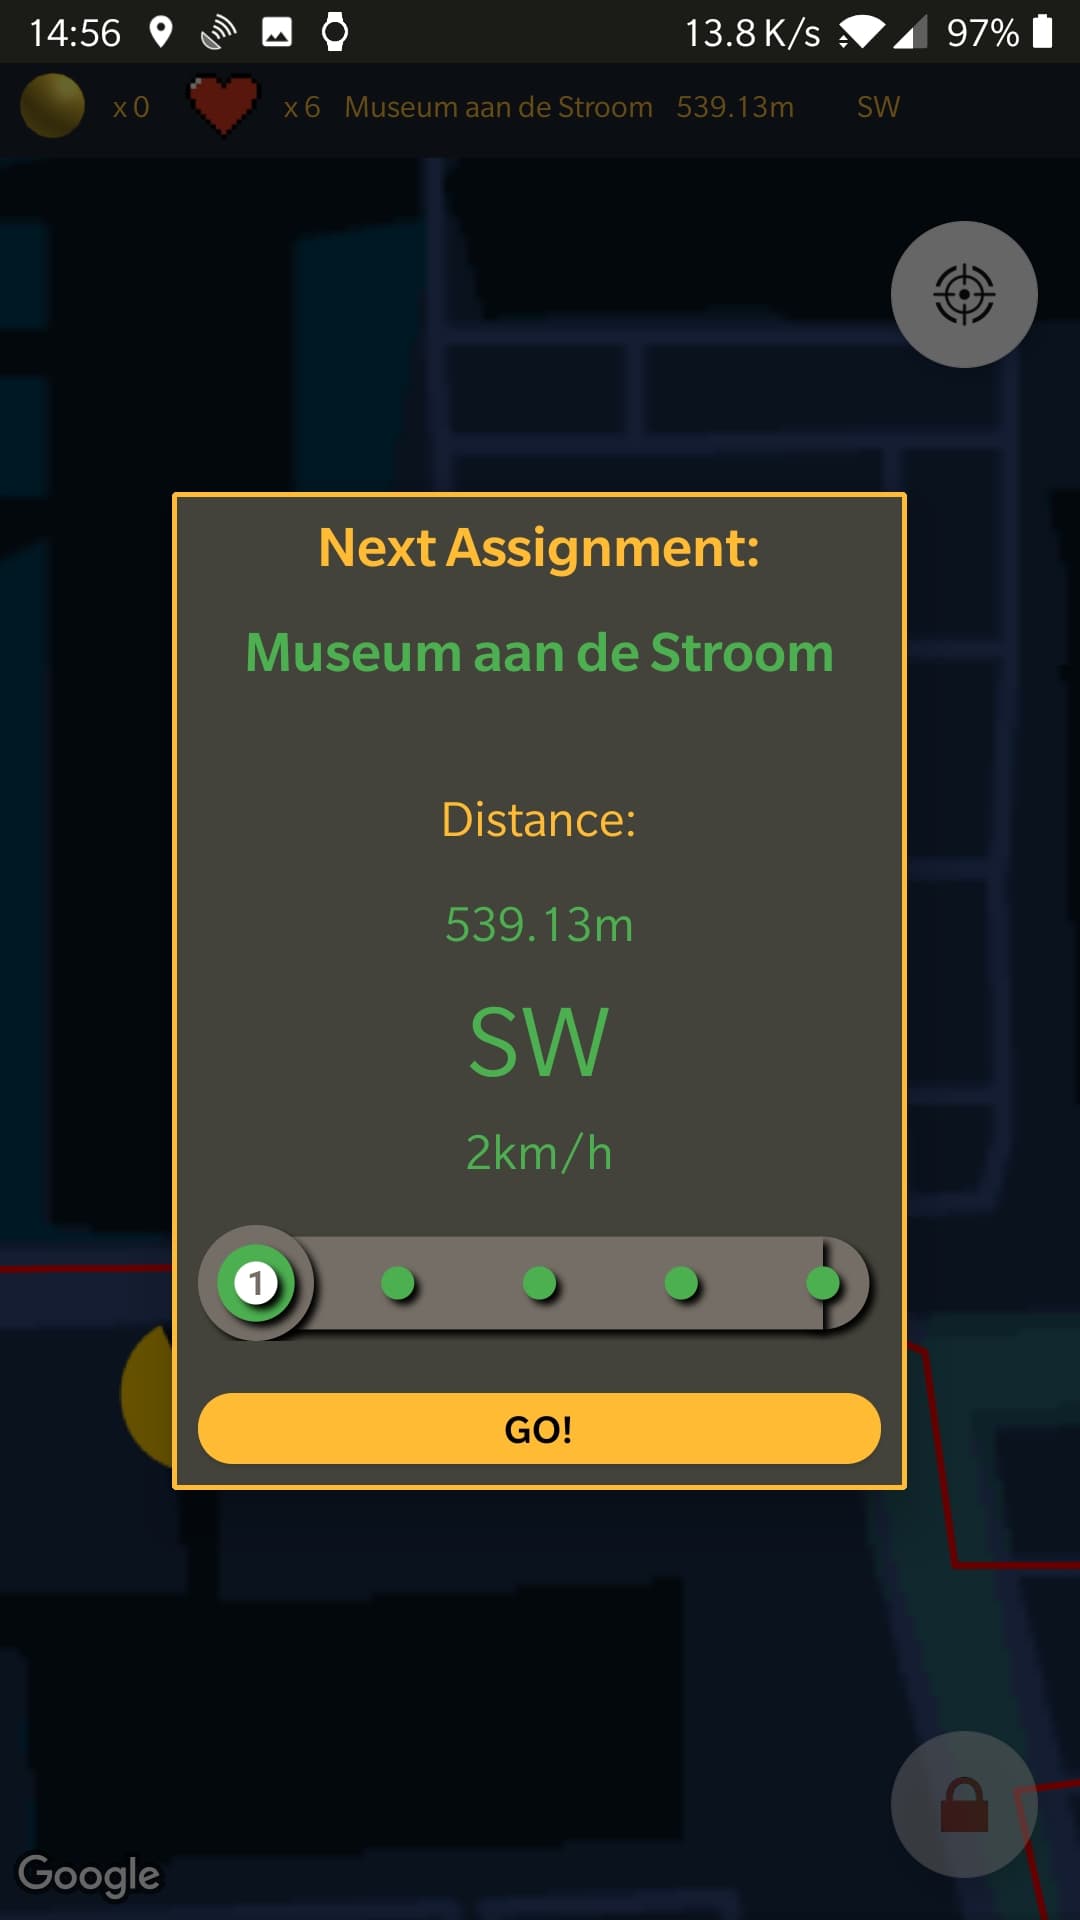 14:56 13.8 K/s 97%
x 0 x 6 Museum aan de Stroom 539.13m SW
Next Assignment:
Museum aan de Stroom
Distance:
539.13m
SW
2km/h
1
GO!
Google